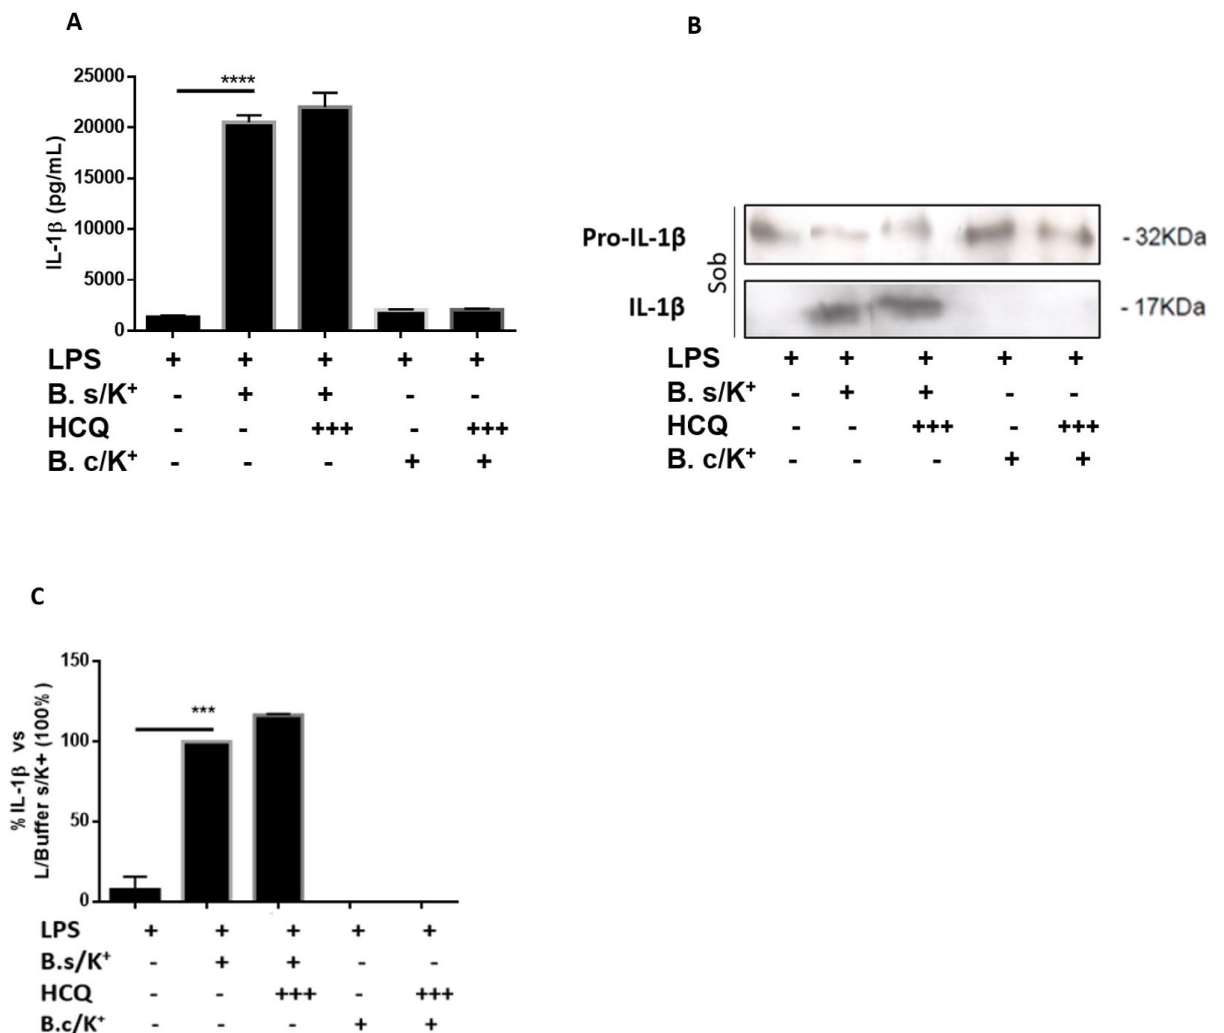 A
25000
20000
15000
10000
5000
0
IL-1β (pg/mL)
****
LPS + + + + +
B. s/K⁺ - + + - -
HCQ - - +++ - +++
B. c/K⁺ - - - + +
B
Sob
Pro-IL-1β - 32KDa
IL-1β - 17KDa
LPS + + + + +
B. s/K⁺ - + + - -
HCQ - - +++ - +++
B. c/K⁺ - - - + +
C
150
100
50
0
% IL-1β vs
L/Buffer s/K+ (100% )
***
LPS + + + + +
B.s/K⁺ - + + - -
HCQ - - +++ - +++
B.c/K⁺ - - - + +